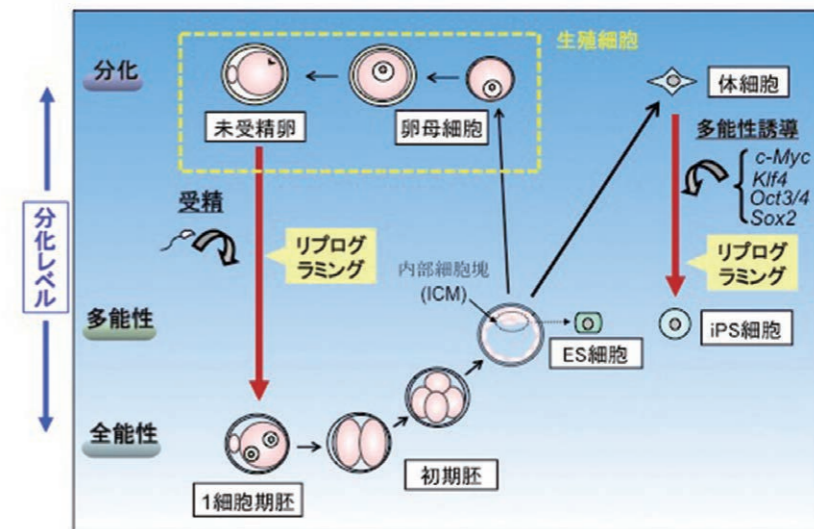 生殖細胞
分化
体細胞
未受精卵
卵母細胞
多能性誘導
c-Myc
Klf4
Oct3/4
Sox2
受精
分化レベル
リプログ
ラミング
リプログ
ラミング
内部細胞塊
(ICM)
多能性
ES細胞
iPS細胞
全能性
初期胚
1細胞期胚